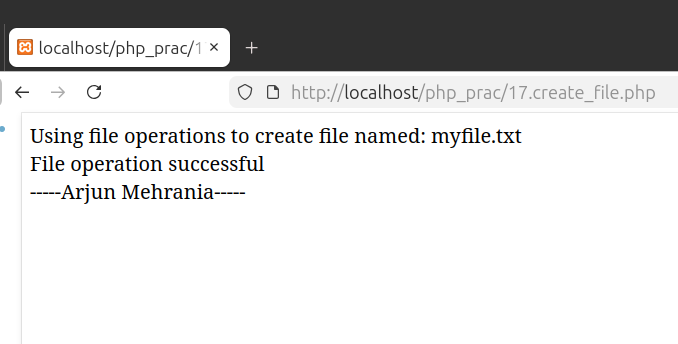 localhost/php_prac/1
http://localhost/php_prac/17.create_file.php
Using file operations to create file named: myfile.txt
File operation successful
-----Arjun Mehrania-----